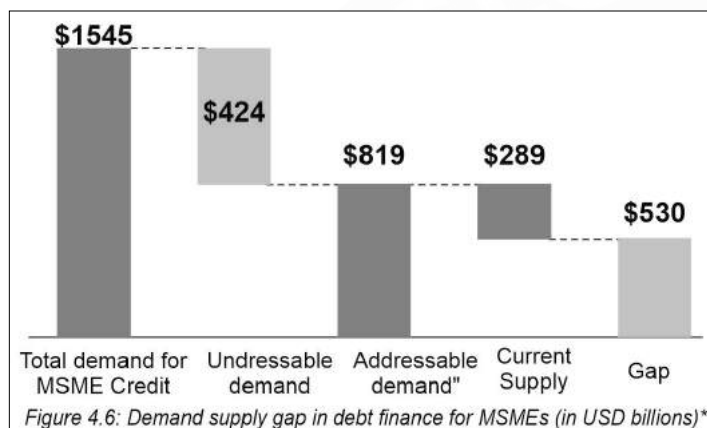 $1545
$424
$819
$289
$530
Total demand for
MSME Credit
Undressable
demand
Addressable
demand"
Current
Supply
Gap
Figure 4.6: Demand supply gap in debt finance for MSMEs (in USD billions)*